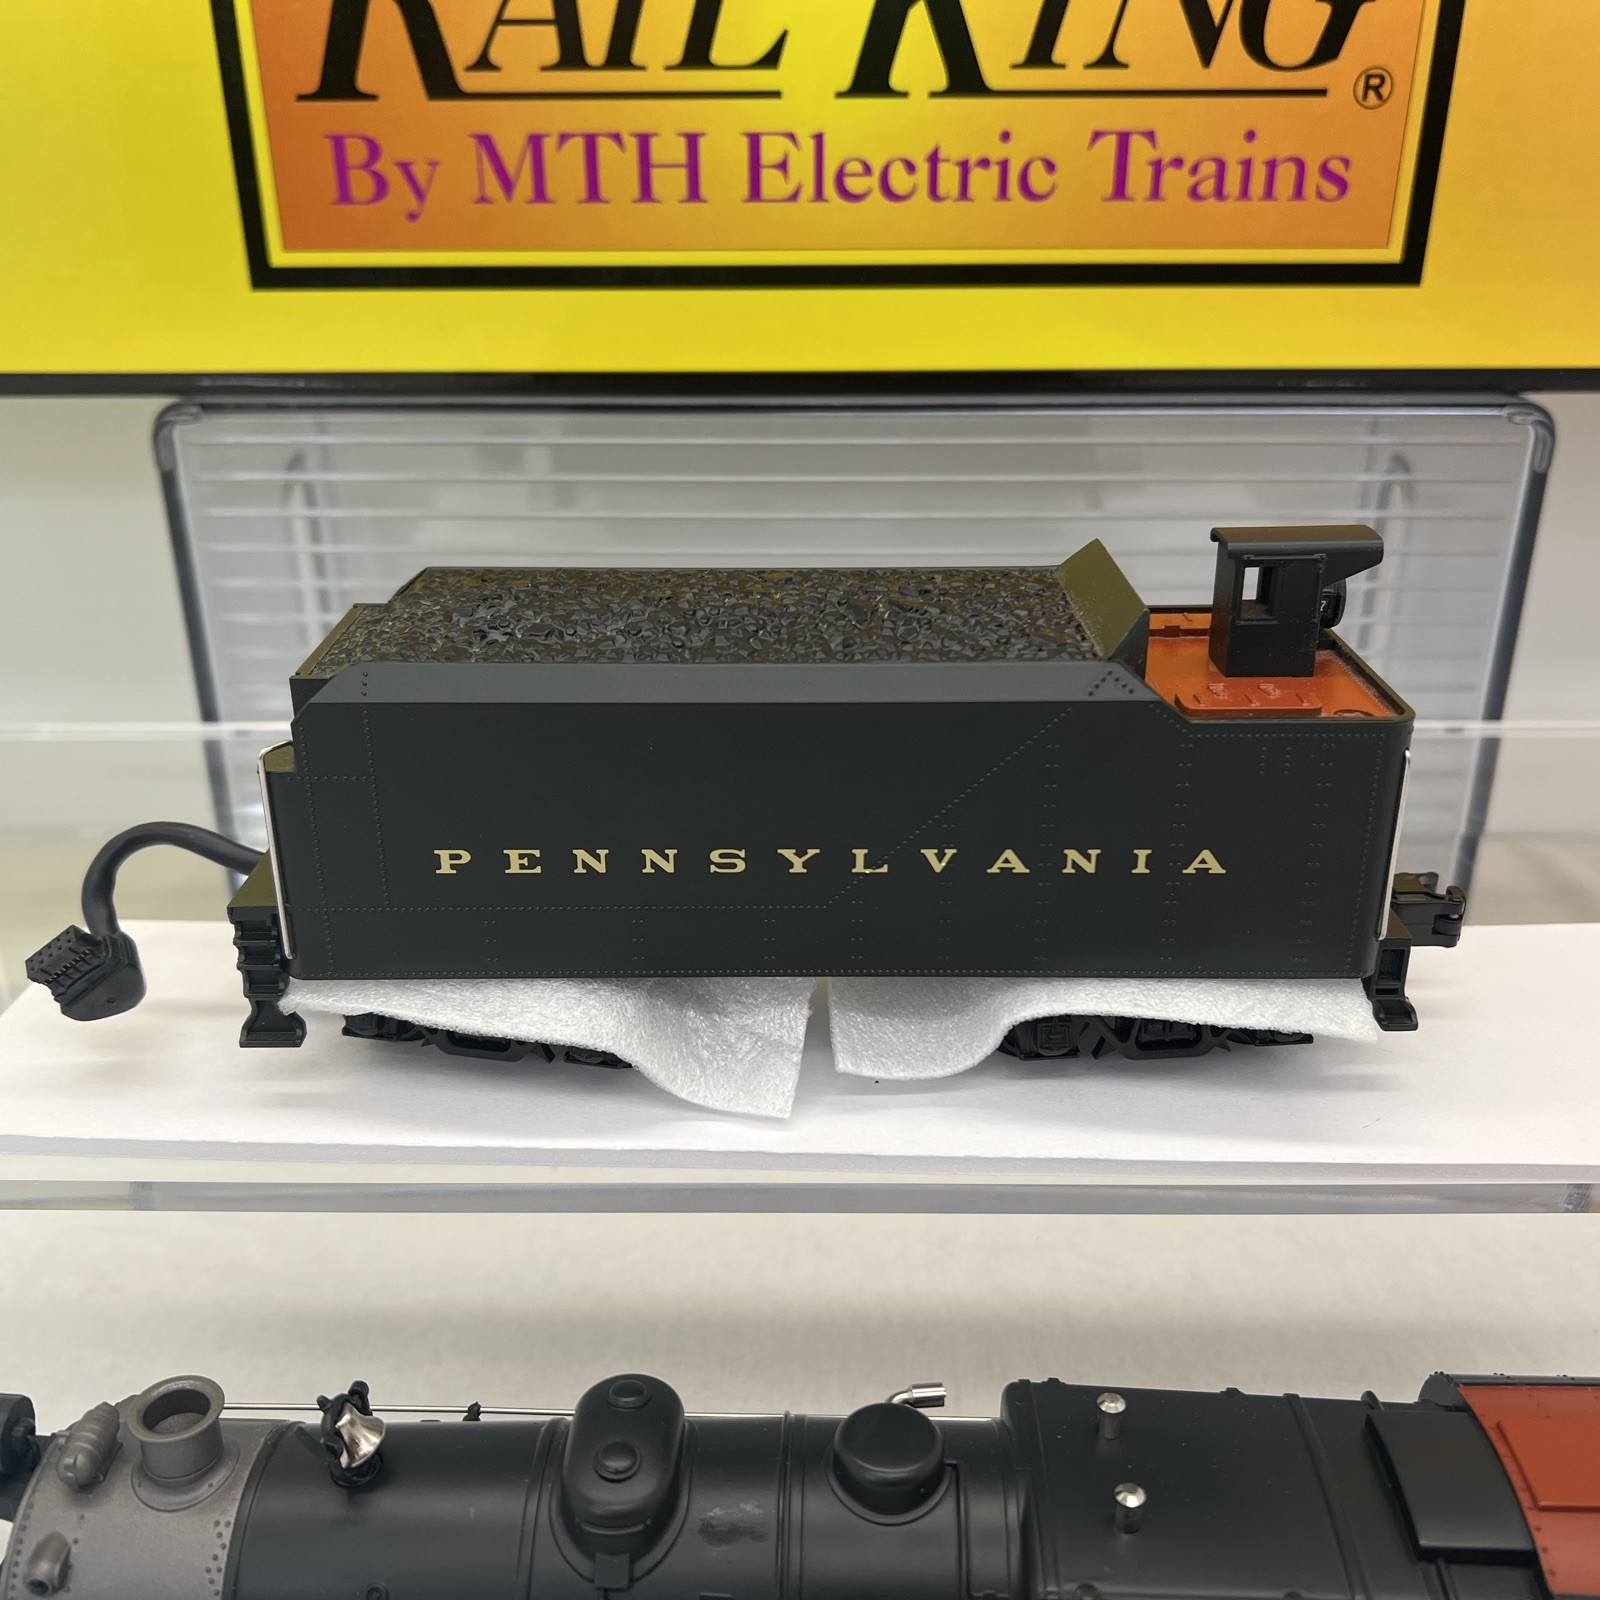 RAIL KING®
By MTH Electric Trains
PENNSYLVANIA